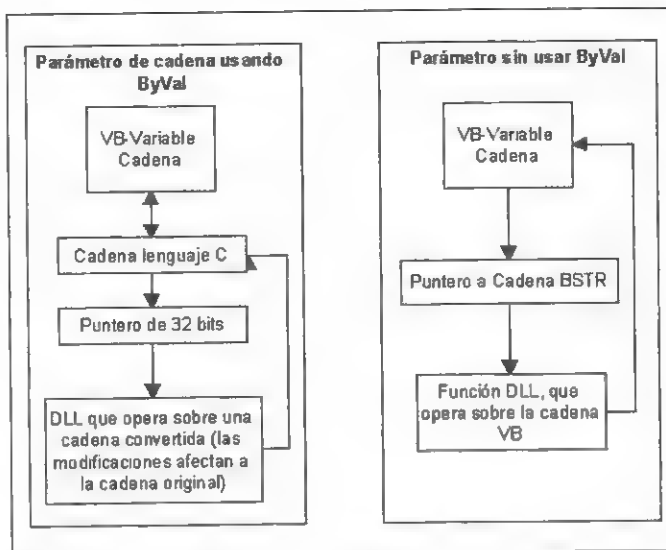 Parámetro de cadena usando
ByVal
VB-Variable
Cadena
Cadena lenguaje C
Puntero de 32 bits
DLL que opera sobre una
cadena convertida (las
modificaciones afectan a
la cadena original)
Parámetro sin usar ByVal
VB-Variable
Cadena
Puntero a Cadena BSTR
Función DLL, que
opera sobre la cadena
VB